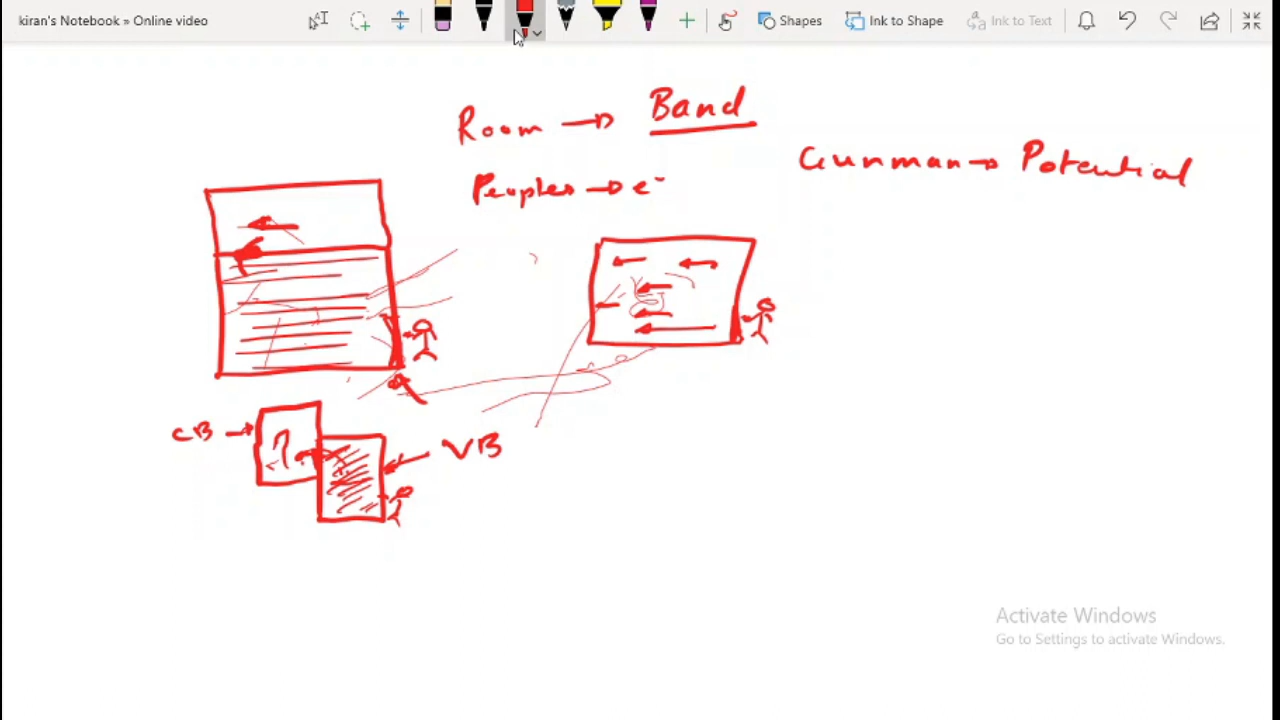 kiran's Notebook » Online video
Shapes
Ink to Shape
Ink to Text
Room → Band
Gunman → Potential
Peoples → e⁻
CB →
VB
Activate Windows
Go to Settings to activate Windows.